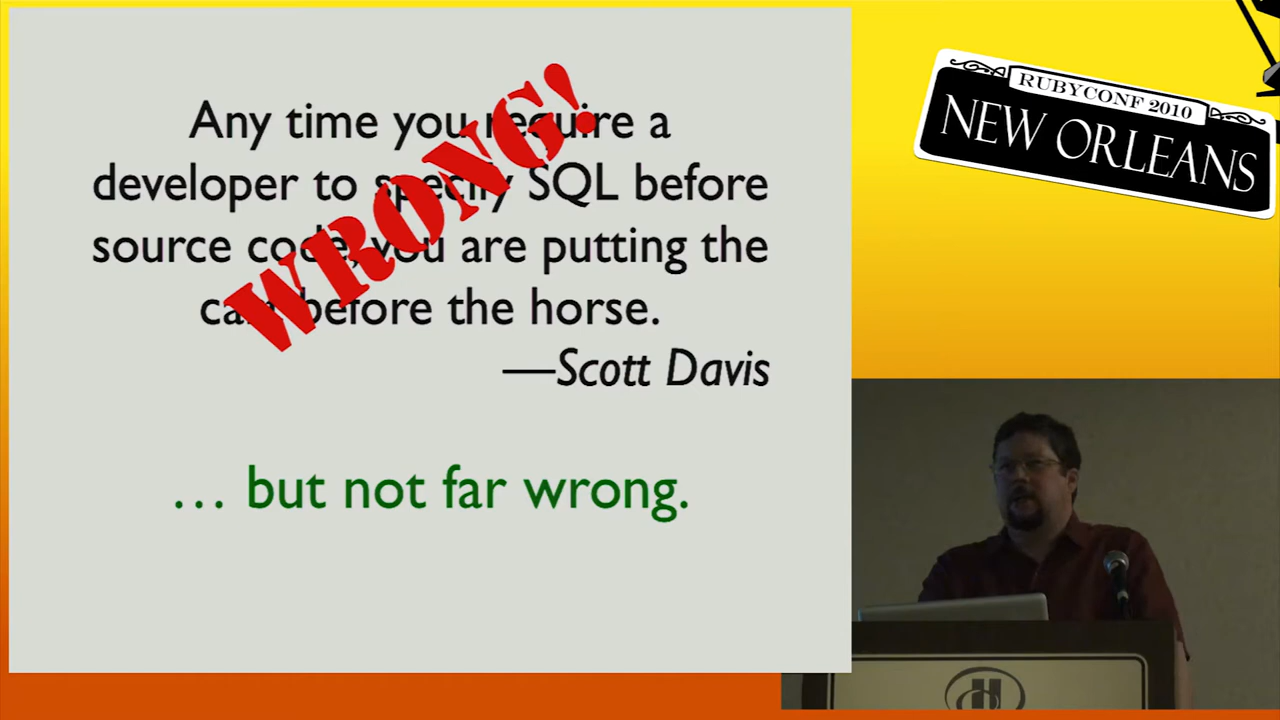 Any time you require a
developer to specify SQL before
source code, you are putting the
cart before the horse.
—Scott Davis
WRONG!
… but not far wrong.
RUBYCONF 2010
NEW ORLEANS